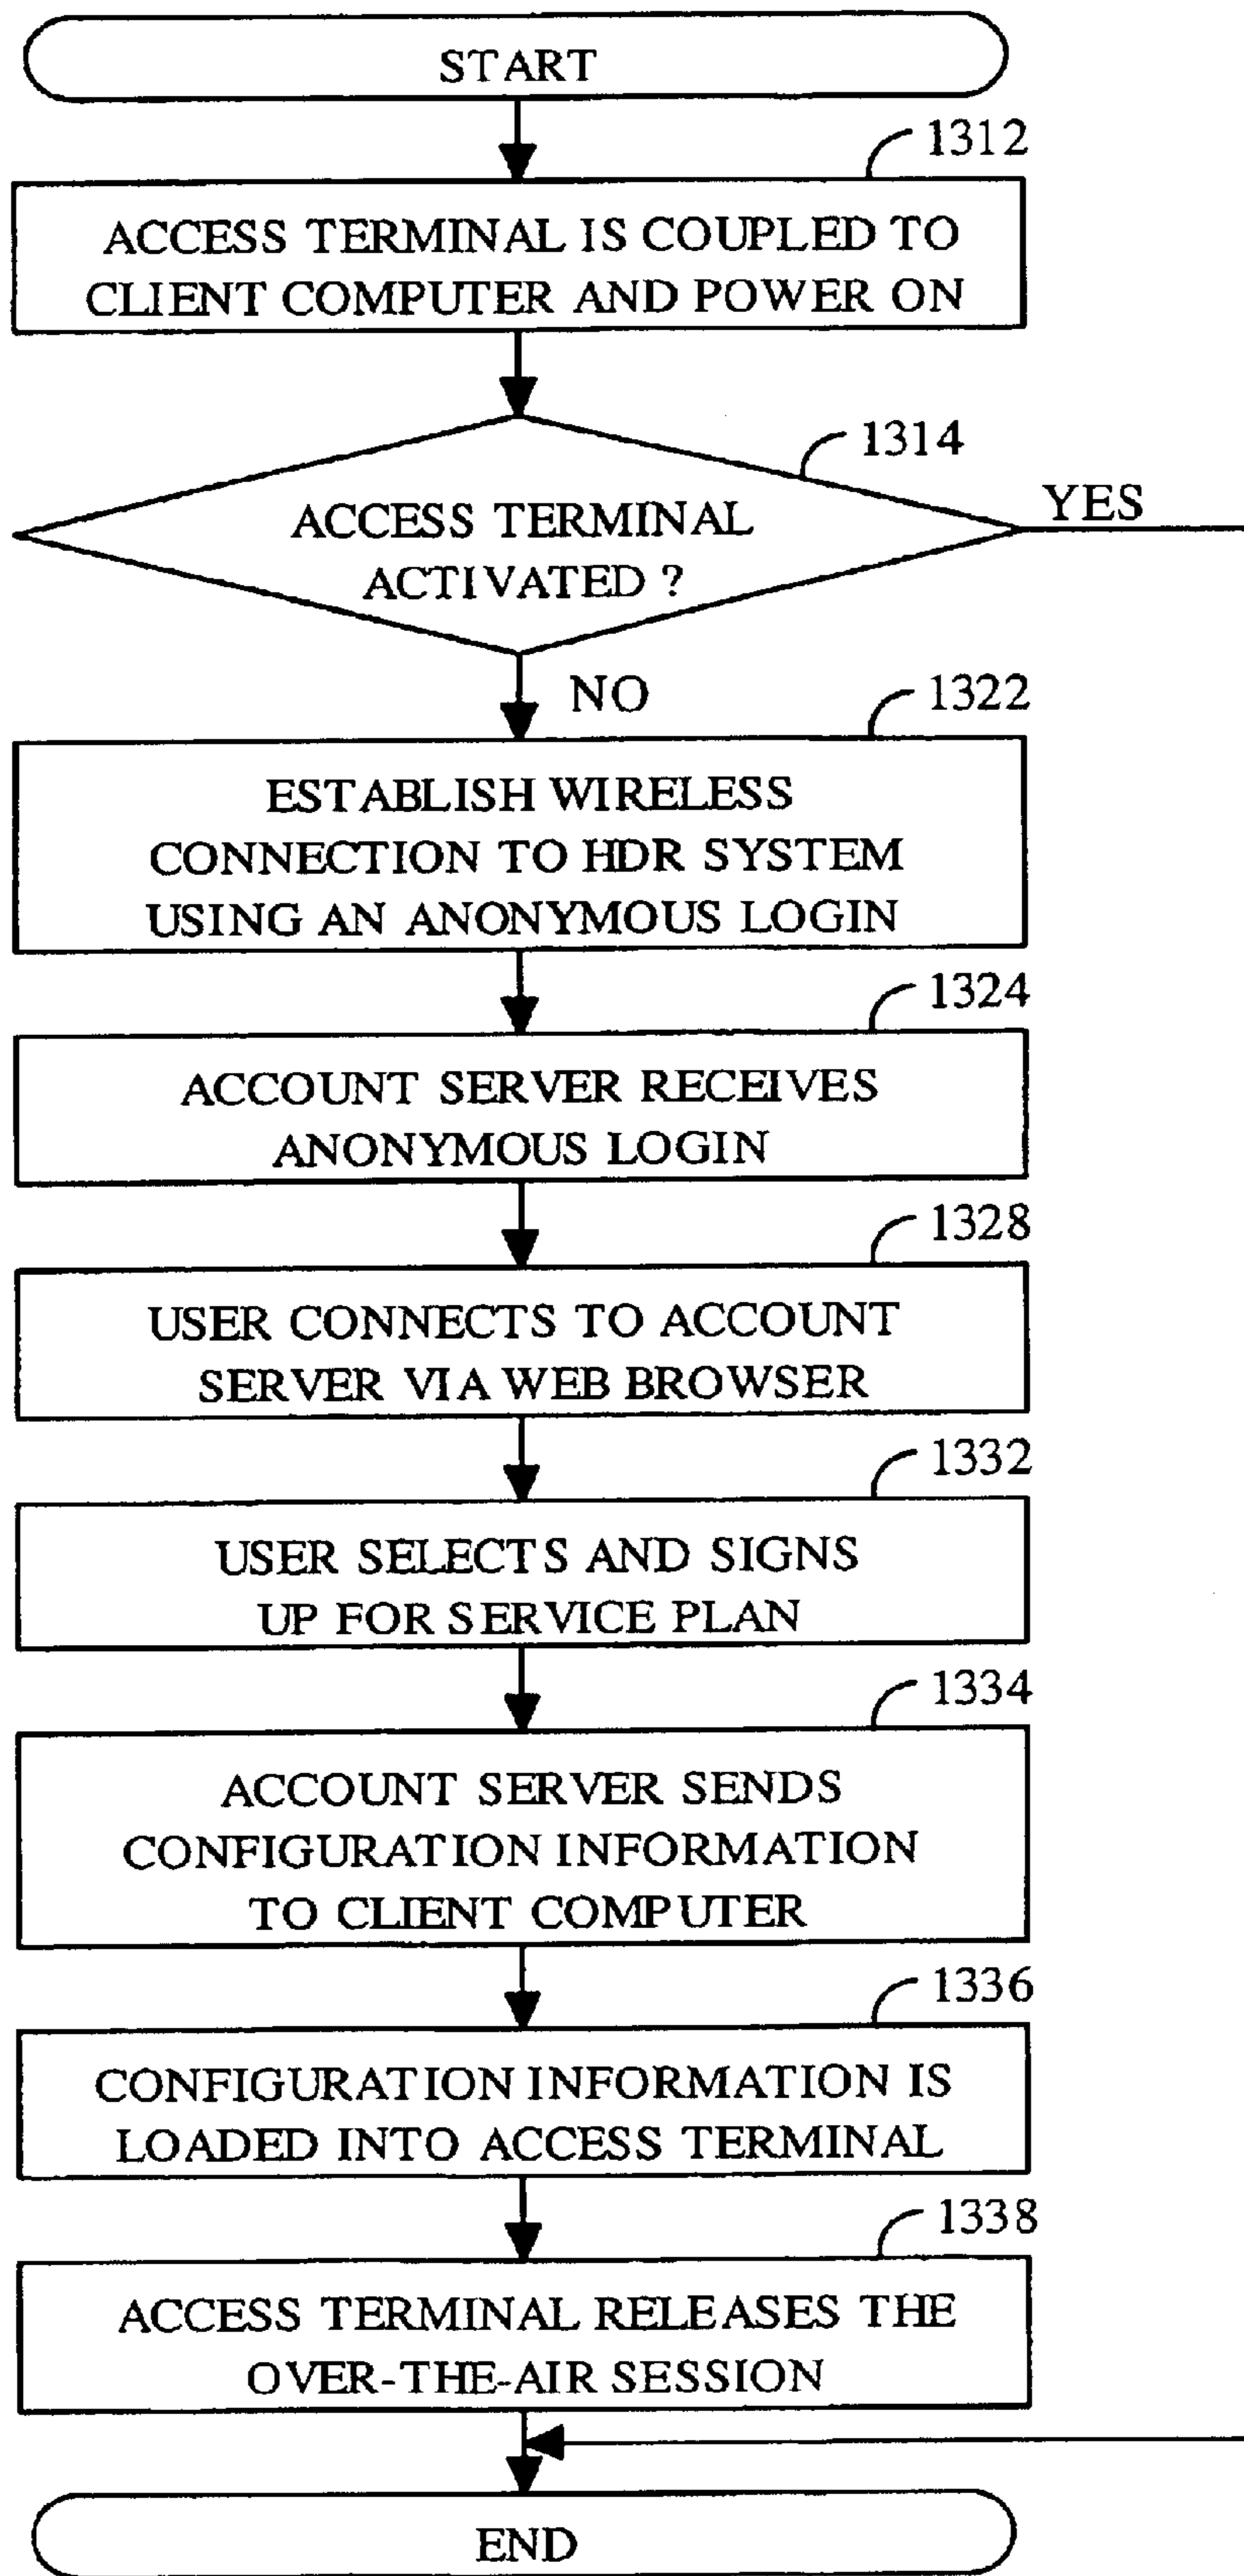 START
1312
ACCESS TERMINAL IS COUPLED TO
CLIENT COMPUTER AND POWER ON
1314
ACCESS TERMINAL
ACTIVATED ?
YES
NO
1322
ESTABLISH WIRELESS
CONNECTION TO HDR SYSTEM
USING AN ANONYMOUS LOGIN
1324
ACCOUNT SERVER RECEIVES
ANONYMOUS LOGIN
1328
USER CONNECTS TO ACCOUNT
SERVER VIA WEB BROWSER
1332
USER SELECTS AND SIGNS
UP FOR SERVICE PLAN
1334
ACCOUNT SERVER SENDS
CONFIGURATION INFORMATION
TO CLIENT COMPUTER
1336
CONFIGURATION INFORMATION IS
LOADED INTO ACCESS TERMINAL
1338
ACCESS TERMINAL RELEASES THE
OVER-THE-AIR SESSION
END